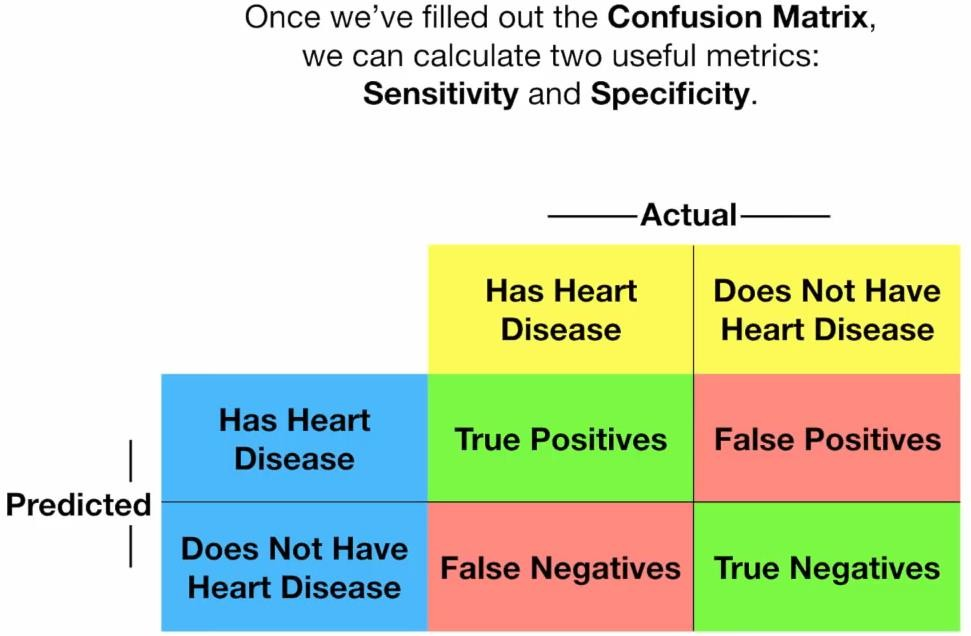 Once we’ve filled out the Confusion Matrix,
we can calculate two useful metrics:
Sensitivity and Specificity.
Actual
Has Heart
Disease
Does Not Have
Heart Disease
Predicted
Has Heart
Disease
True Positives
False Positives
Does Not Have
Heart Disease
False Negatives
True Negatives